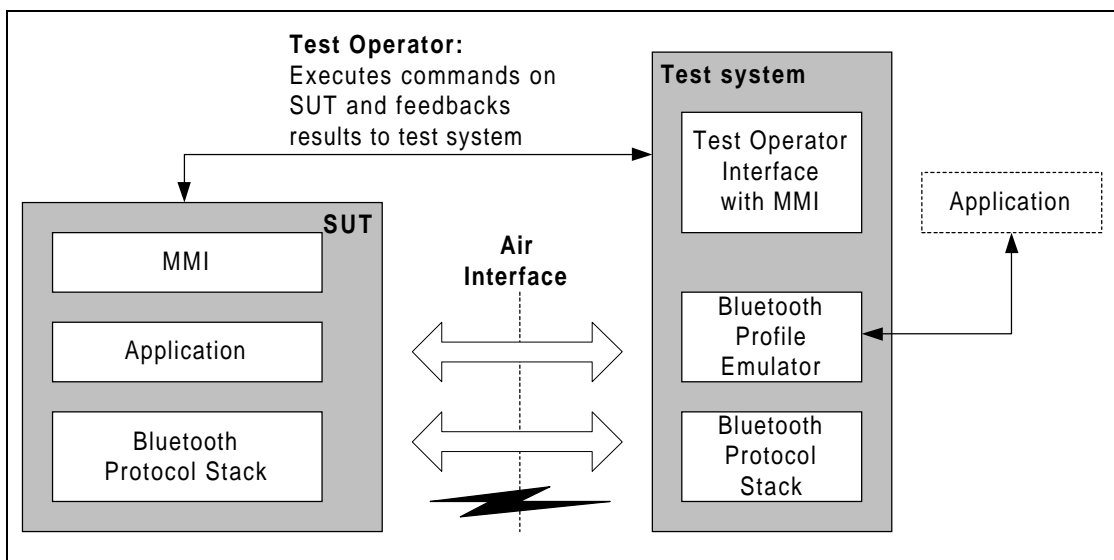 Test Operator:
Executes commands on
SUT and feedbacks
results to test system
Test system
Test Operator
Interface
with MMI
Application
SUT
MMI
Air
Interface
Application
Bluetooth
Profile
Emulator
Bluetooth
Protocol Stack
Bluetooth
Protocol
Stack